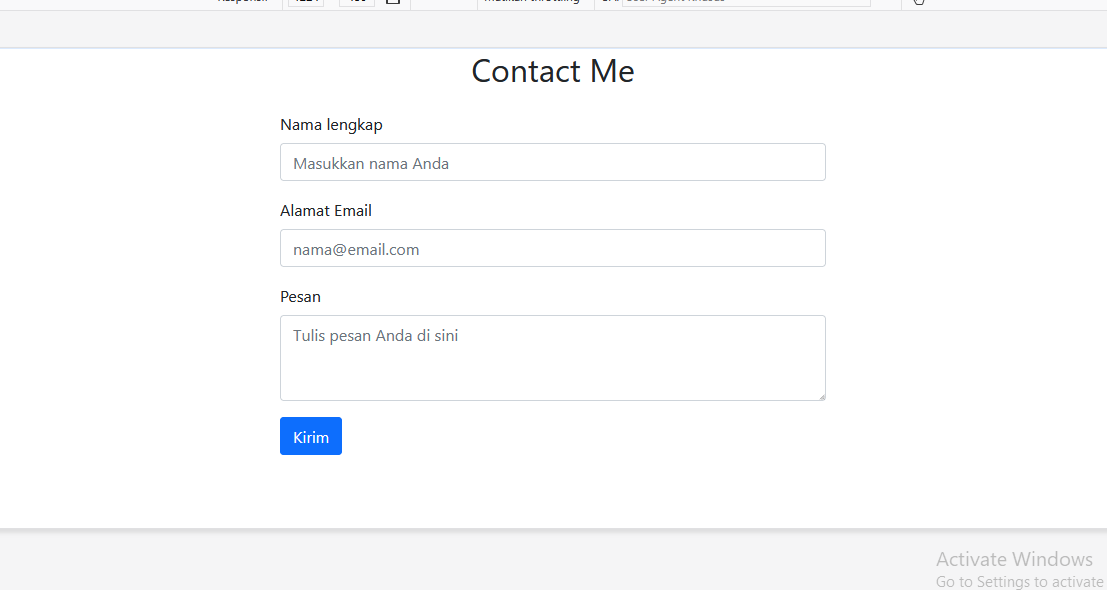 Contact Me
Nama lengkap
Masukkan nama Anda
Alamat Email
nama@email.com
Pesan
Tulis pesan Anda di sini
Kirim
Activate Windows
Go to Settings to activate